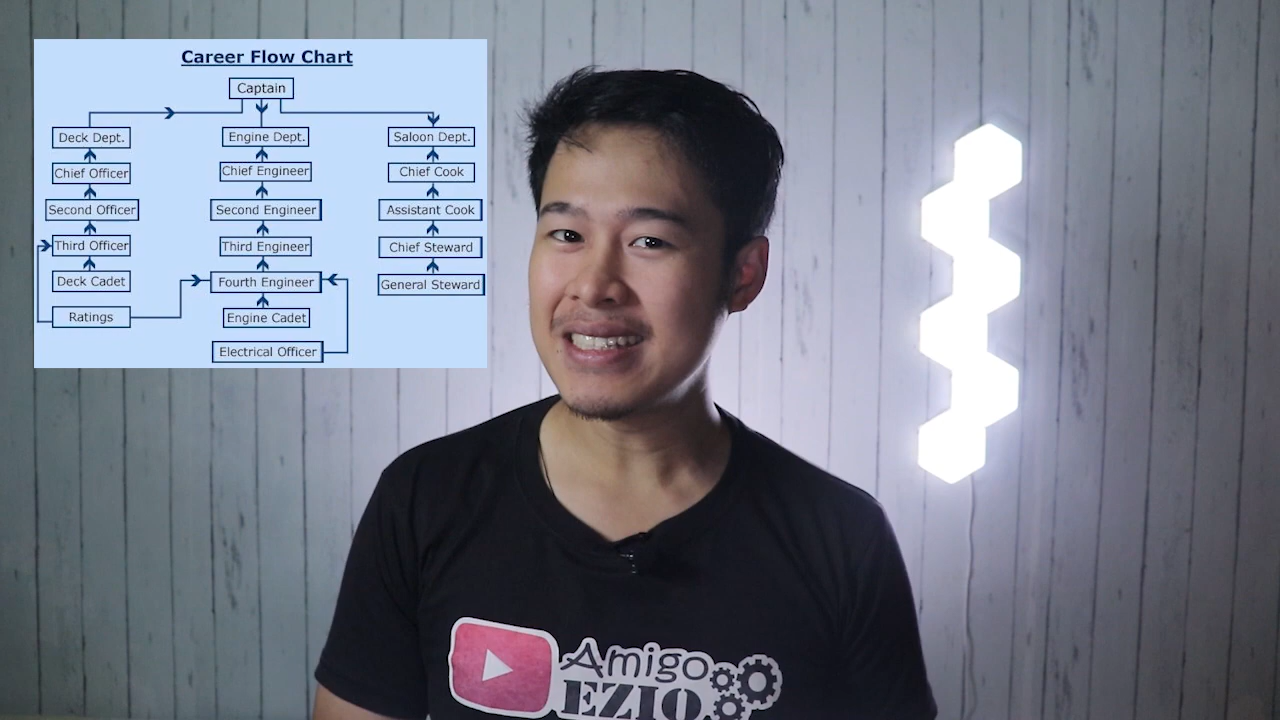 Career Flow Chart
Captain
Deck Dept.
Engine Dept.
Saloon Dept.
Chief Officer
Chief Engineer
Chief Cook
Second Officer
Second Engineer
Assistant Cook
Third Officer
Third Engineer
Chief Steward
Deck Cadet
Fourth Engineer
General Steward
Ratings
Engine Cadet
Electrical Officer
Amigo
EZIO